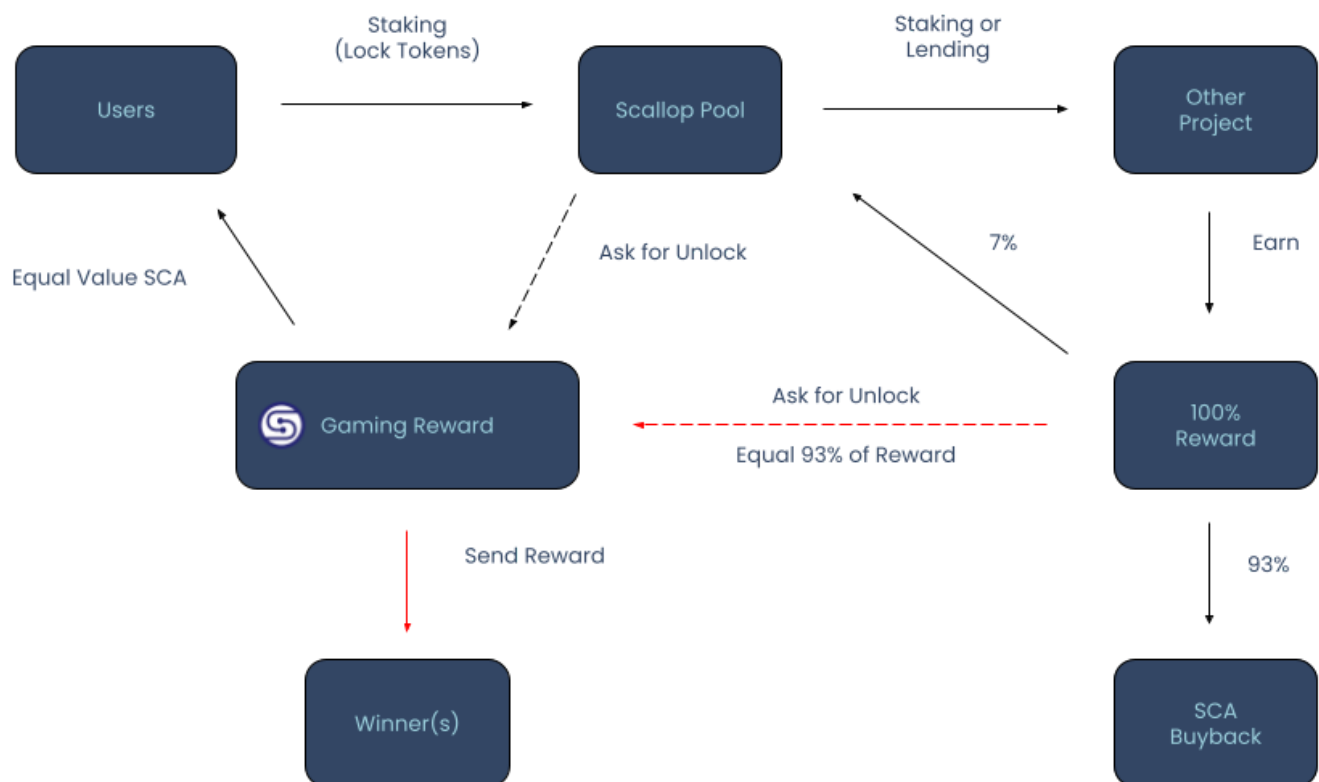 Staking
(Lock Tokens)
Staking or
Lending
Users
Scallop Pool
Other
Project
Equal Value SCA
Ask for Unlock
7%
Earn
Gaming Reward
Ask for Unlock
Equal 93% of Reward
100%
Reward
Send Reward
93%
Winner(s)
SCA
Buyback